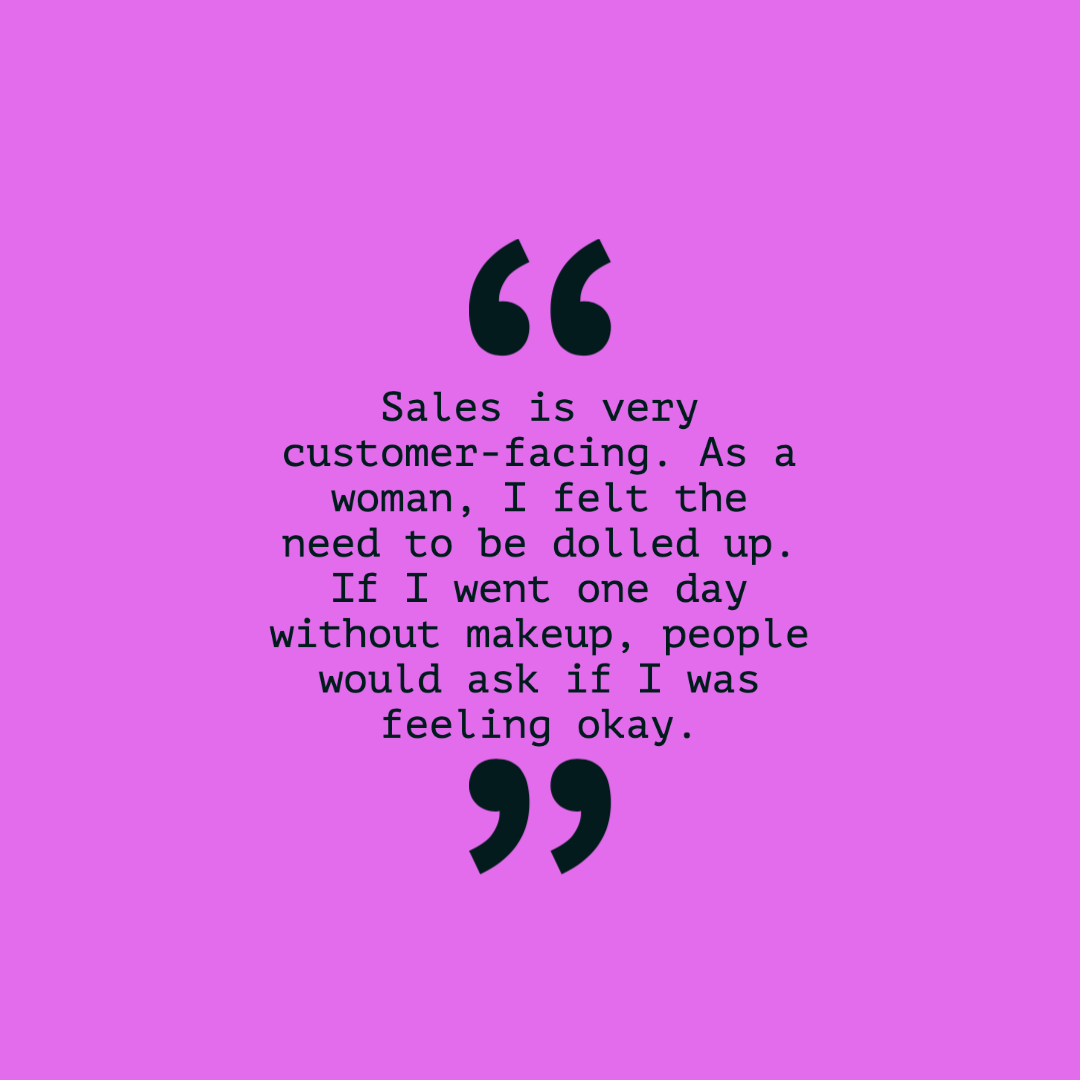 “
Sales is very
customer-facing. As a
woman, I felt the
need to be dolled up.
If I went one day
without makeup, people
would ask if I was
feeling okay.
”